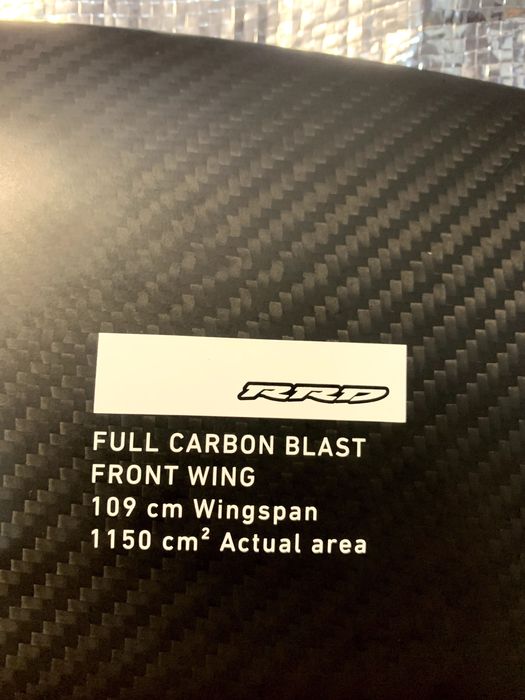 RRD
FULL CARBON BLAST
FRONT WING
109 cm Wingspan
1150 cm² Actual area